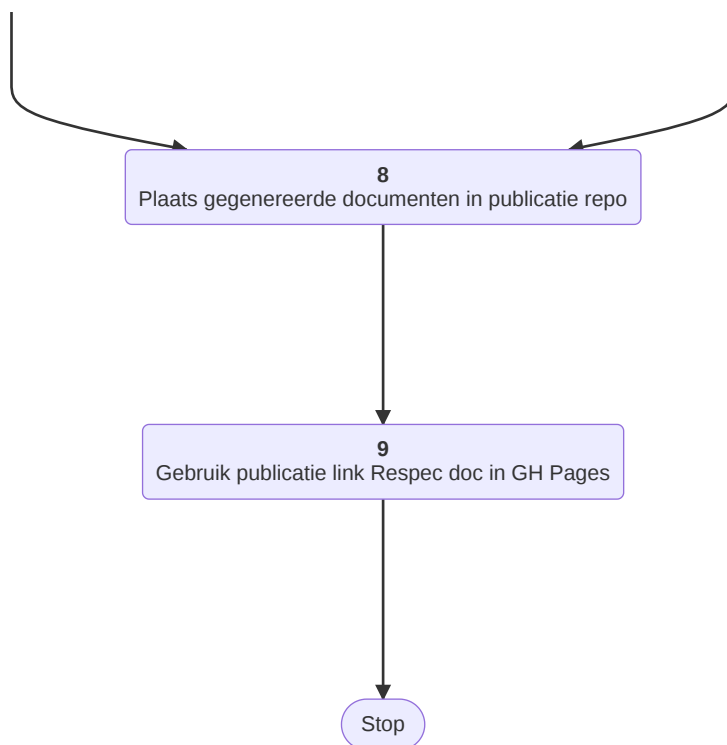 8
Plaats gegenereerde documenten in publicatie repo
9
Gebruik publicatie link Respec doc in GH Pages
Stop